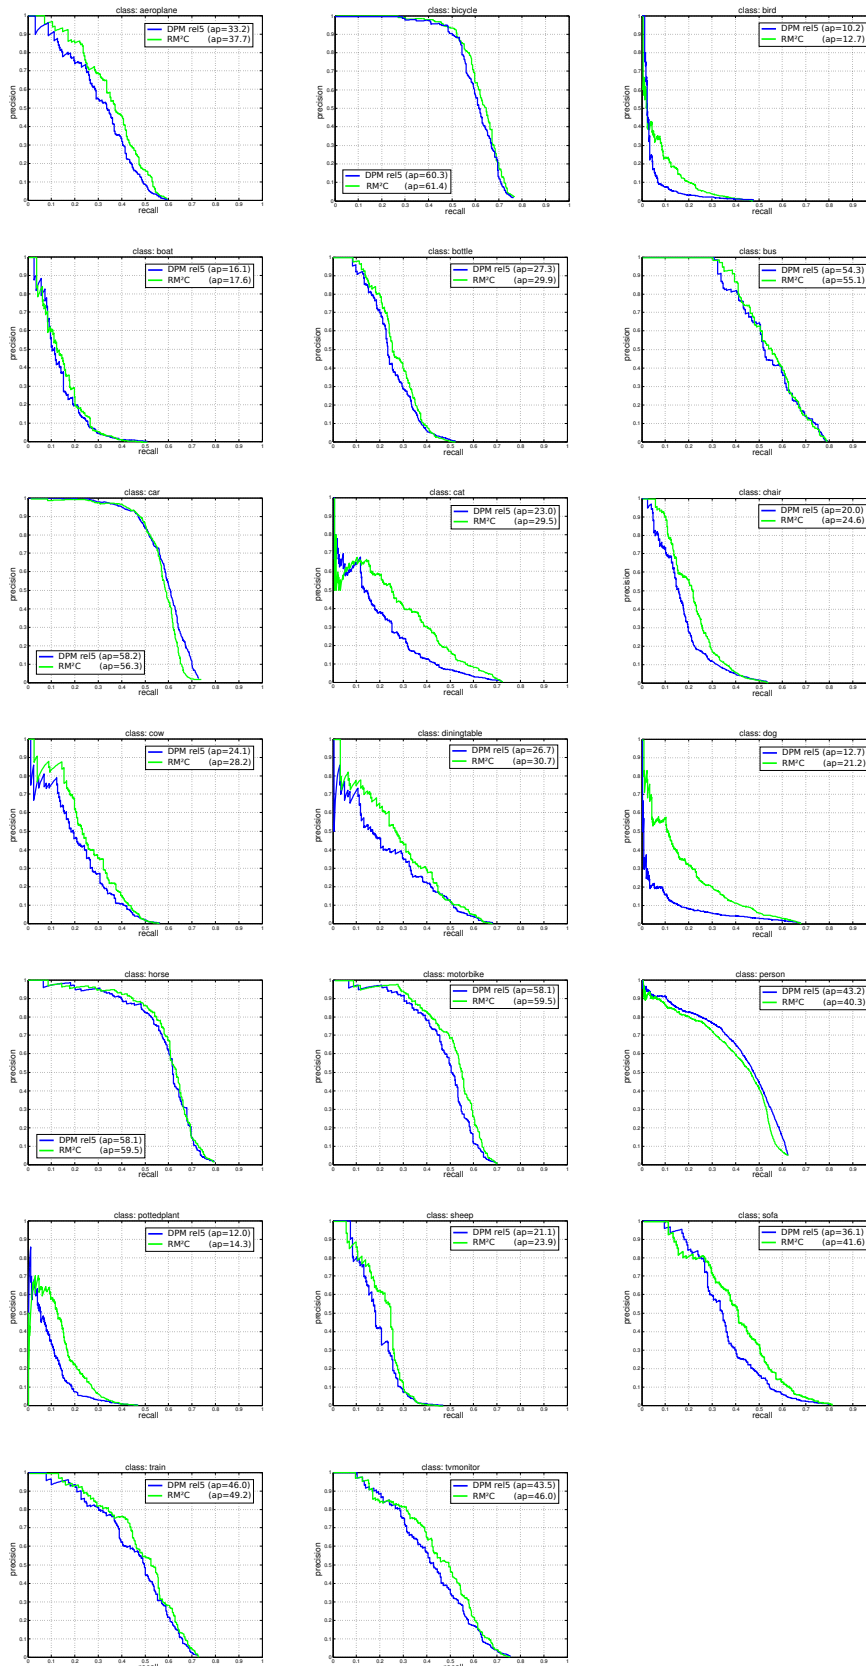 class: aeroplane
DPM rel5 (ap=33.2)
RM²C (ap=37.7)
precision
recall
class: bicycle
DPM rel5 (ap=60.3)
RM²C (ap=61.4)
precision
recall
class: bird
DPM rel5 (ap=10.2)
RM²C (ap=12.7)
precision
recall
class: boat
DPM rel5 (ap=16.1)
RM²C (ap=17.6)
precision
recall
class: bottle
DPM rel5 (ap=27.3)
RM²C (ap=29.9)
precision
recall
class: bus
DPM rel5 (ap=54.3)
RM²C (ap=55.1)
precision
recall
class: car
DPM rel5 (ap=58.2)
RM²C (ap=56.3)
precision
recall
class: cat
DPM rel5 (ap=23.0)
RM²C (ap=29.5)
precision
recall
class: chair
DPM rel5 (ap=20.0)
RM²C (ap=24.6)
precision
recall
class: cow
DPM rel5 (ap=24.1)
RM²C (ap=28.2)
precision
recall
class: diningtable
DPM rel5 (ap=26.7)
RM²C (ap=30.7)
precision
recall
class: dog
DPM rel5 (ap=12.7)
RM²C (ap=21.2)
precision
recall
class: horse
DPM rel5 (ap=58.1)
RM²C (ap=59.5)
precision
recall
class: motorbike
DPM rel5 (ap=58.1)
RM²C (ap=59.5)
precision
recall
class: person
DPM rel5 (ap=43.2)
RM²C (ap=40.3)
precision
recall
class: pottedplant
DPM rel5 (ap=12.0)
RM²C (ap=14.3)
precision
recall
class: sheep
DPM rel5 (ap=21.1)
RM²C (ap=23.9)
precision
recall
class: sofa
DPM rel5 (ap=36.1)
RM²C (ap=41.6)
precision
recall
class: train
DPM rel5 (ap=46.0)
RM²C (ap=49.2)
precision
recall
class: tvmonitor
DPM rel5 (ap=43.5)
RM²C (ap=46.0)
precision
recall